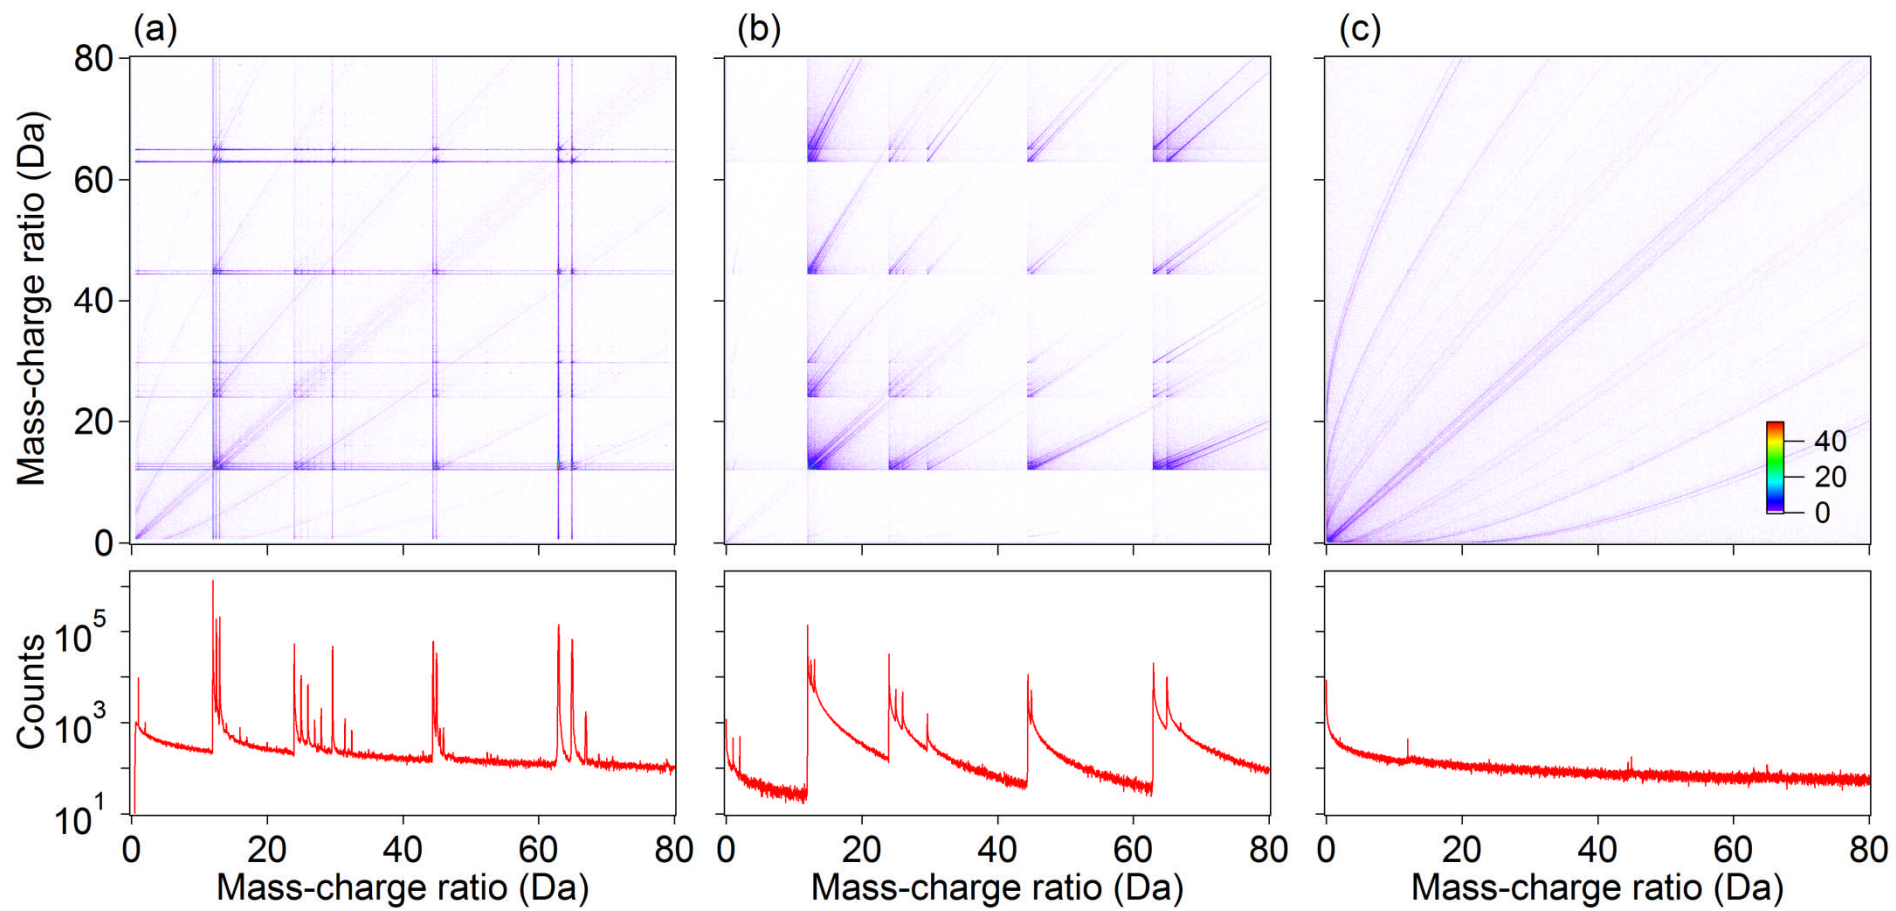 (a) (b) (c)
80
60
40
20
0
Mass-charge ratio (Da)
40
20
0
10^5
10^3
10^1
Counts
0 20 40 60 80 0 20 40 60 80 0 20 40 60 80
Mass-charge ratio (Da) Mass-charge ratio (Da) Mass-charge ratio (Da)